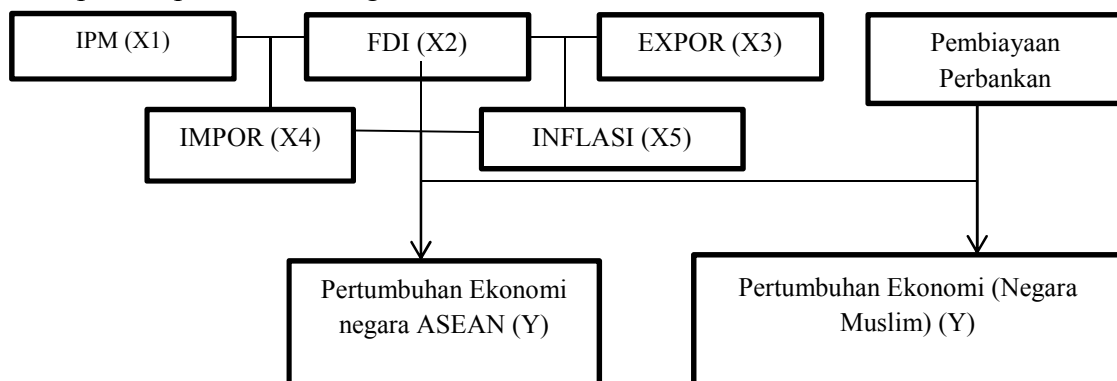 IPM (X1)
FDI (X2)
EXPOR (X3)
Pembiayaan
Perbankan
IMPOR (X4)
INFLASI (X5)
Pertumbuhan Ekonomi
negara ASEAN (Y)
Pertumbuhan Ekonomi (Negara
Muslim) (Y)